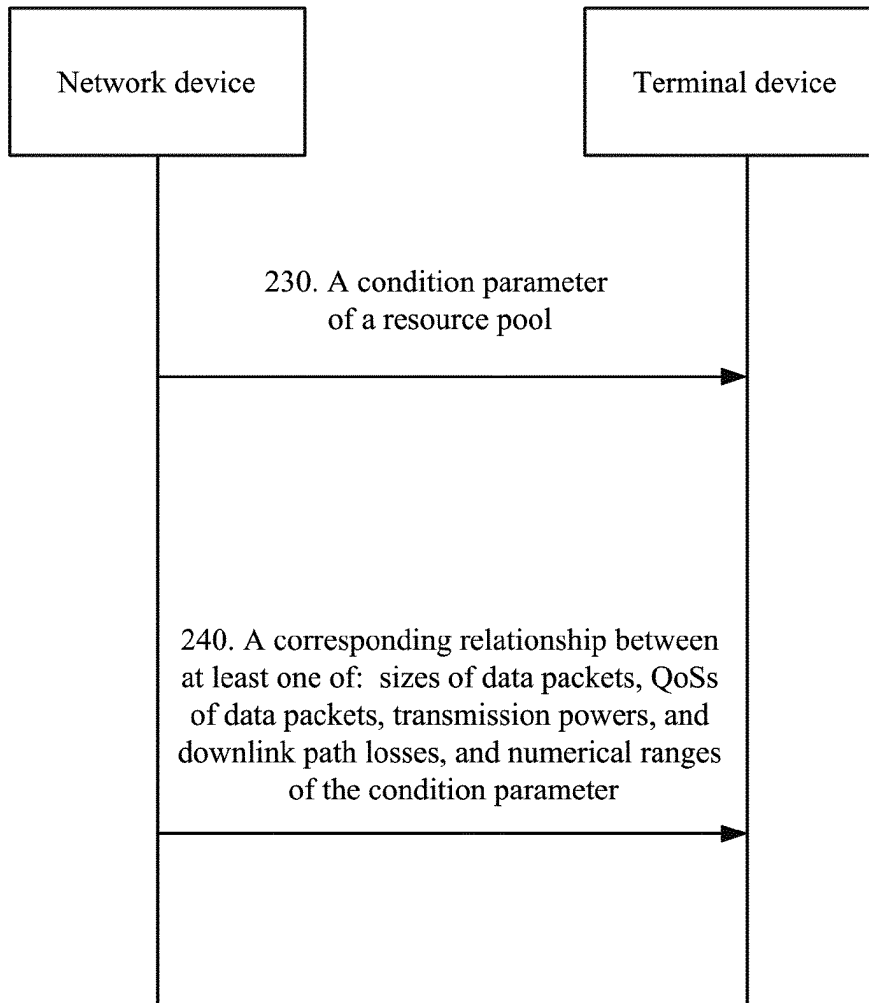 Network device
Terminal device
230. A condition parameter
of a resource pool
240. A corresponding relationship between
at least one of: sizes of data packets, QoSs
of data packets, transmission powers, and
downlink path losses, and numerical ranges
of the condition parameter